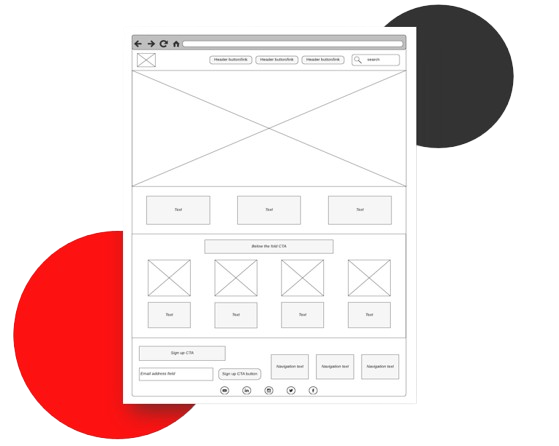 Header button/link Header button/link Header button/link search
Text Text Text
Below the fold CTA
Text Text Text Text
Sign up CTA
Email address field Sign up CTA button Navigation text Navigation text Navigation text